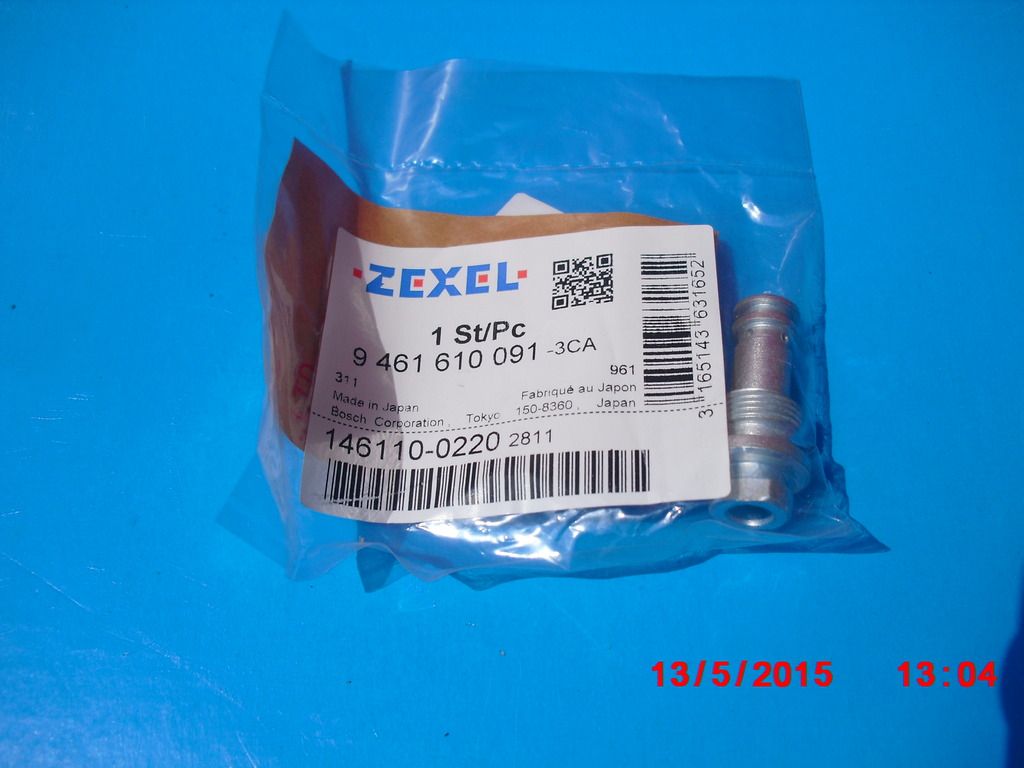 ZEXEL
1 St/Pc
9 461 610 091 -3CA
311
961
Made in Japan
Fabriqué au Japon
Bosch Corporation, Tokyo 150-8360, Japan
146110-0220 2811
3 165143 631652
13/5/2015 13:04